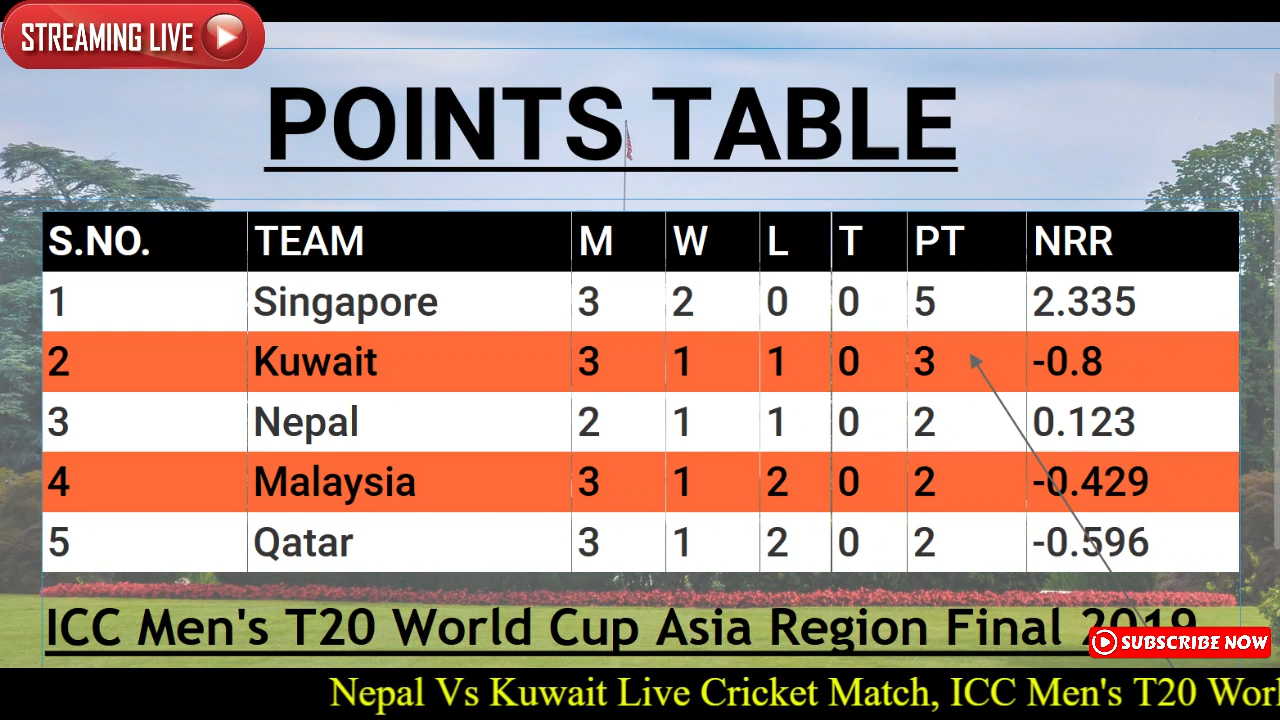 STREAMING LIVE
POINTS TABLE
S.NO. TEAM M W L T PT NRR
1 Singapore 3 2 0 0 5 2.335
2 Kuwait 3 1 1 0 3 -0.8
3 Nepal 2 1 1 0 2 0.123
4 Malaysia 3 1 2 0 2 -0.429
5 Qatar 3 1 2 0 2 -0.596
ICC Men's T20 World Cup Asia Region Final 2019
SUBSCRIBE NOW
Nepal Vs Kuwait Live Cricket Match, ICC Men's T20 Worl